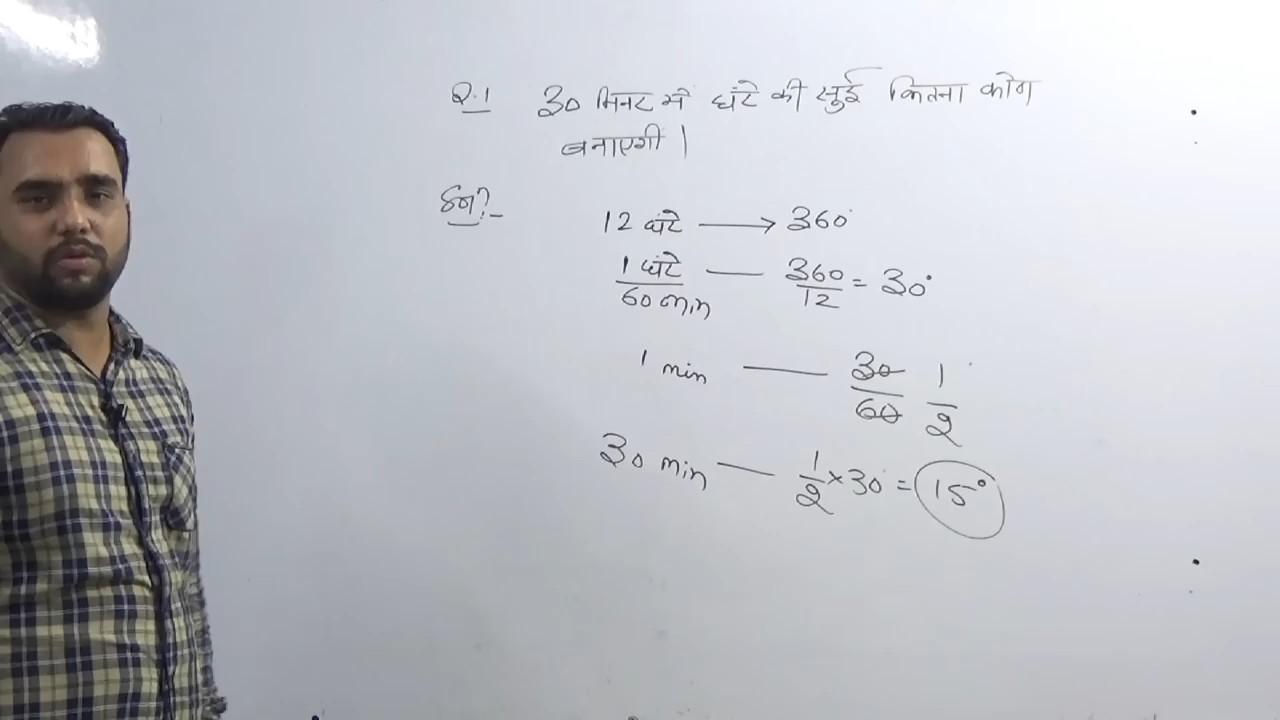 Q.1 30 मिनट में घंटे की सुई कितना कोण
बनाएगी |
हल:-
12 घंटे → 360°
1 घंटे/60 min — 360/12 = 30°
1 min — 30/60 1/2
30 min — 1/2 × 30 = 15°